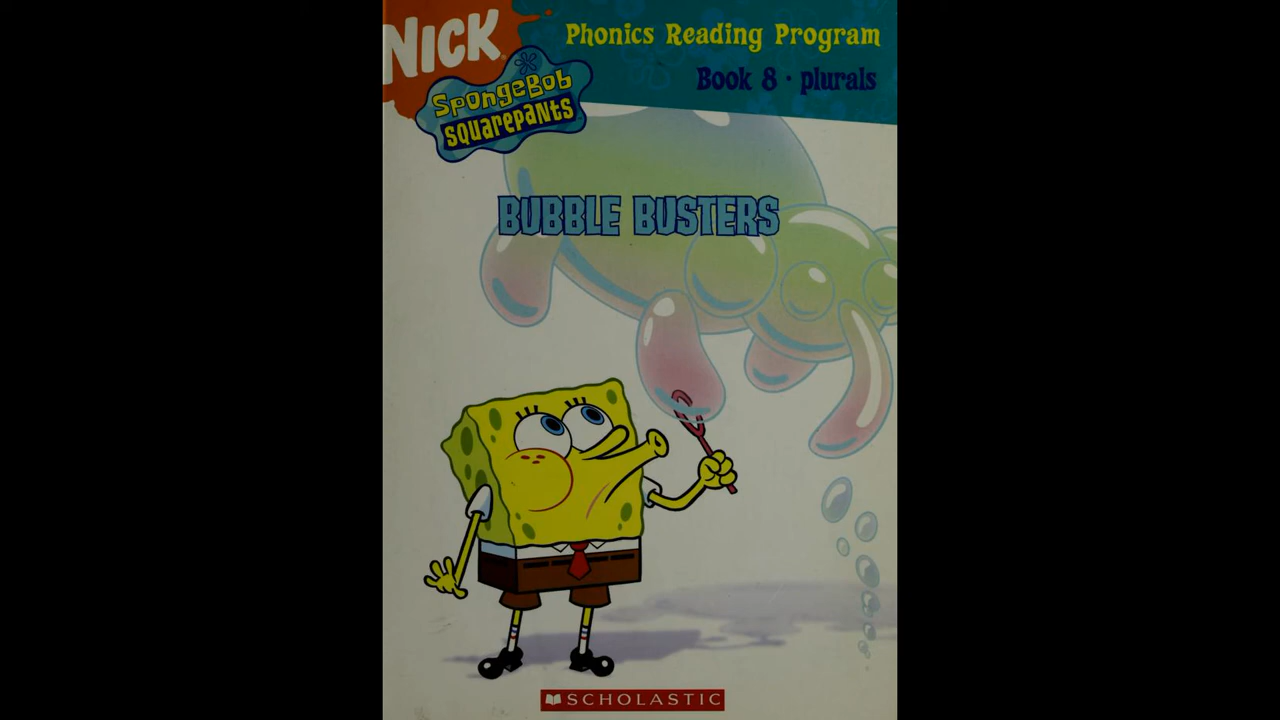 NICK
Phonics Reading Program
Book 8 · plurals
SpongeBob
SquarePants
BUBBLE BUSTERS
SCHOLASTIC